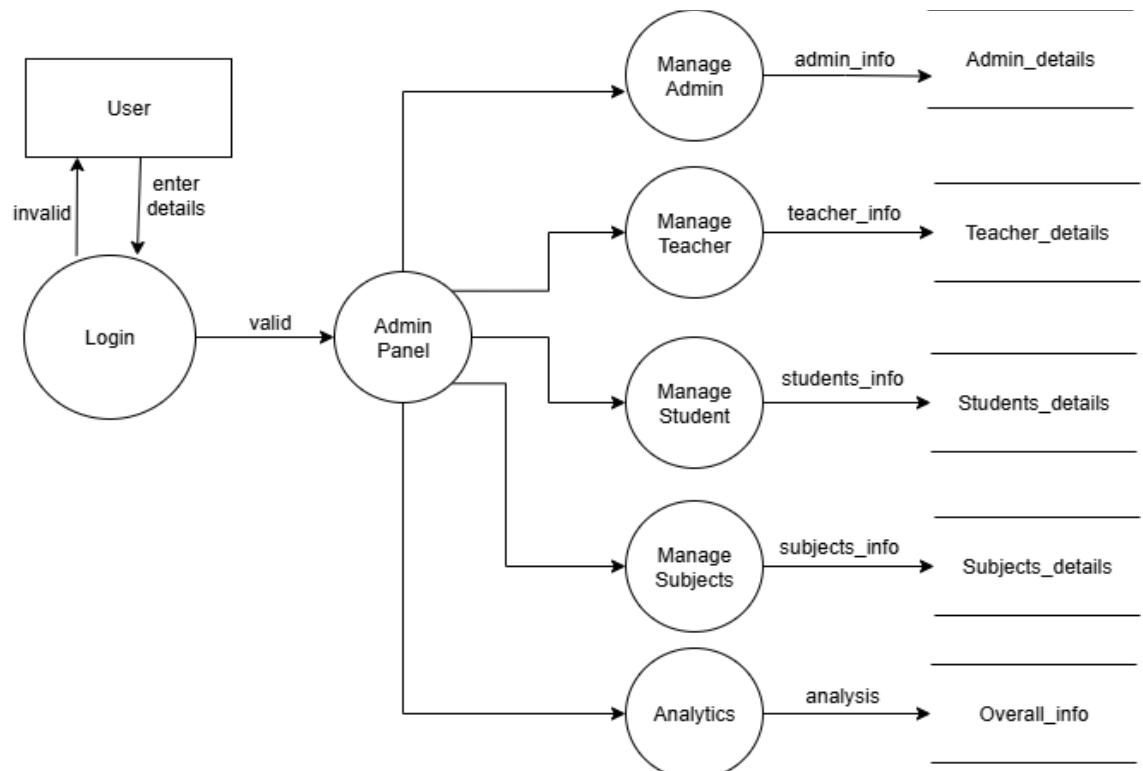 User
invalid
enter
details
Login
valid
Admin
Panel
Manage
Admin
admin_info
Admin_details
Manage
Teacher
teacher_info
Teacher_details
Manage
Student
students_info
Students_details
Manage
Subjects
subjects_info
Subjects_details
Analytics
analysis
Overall_info